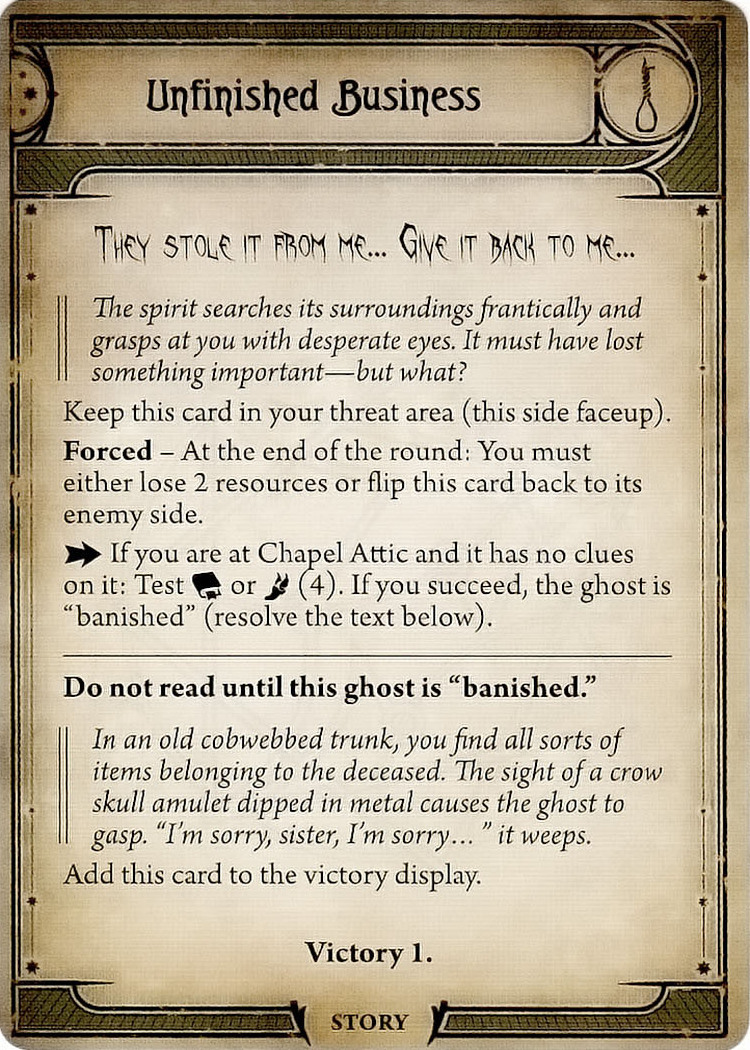 Unfinished Business
They stole it from me... Give it back to me...
The spirit searches its surroundings frantically and
grasps at you with desperate eyes. It must have lost
something important—but what?
Keep this card in your threat area (this side faceup).
Forced – At the end of the round: You must
either lose 2 resources or flip this card back to its
enemy side.
If you are at Chapel Attic and it has no clues
on it: Test or (4). If you succeed, the ghost is
“banished” (resolve the text below).
Do not read until this ghost is “banished.”
In an old cobwebbed trunk, you find all sorts of
items belonging to the deceased. The sight of a crow
skull amulet dipped in metal causes the ghost to
gasp. “I’m sorry, sister, I’m sorry… ” it weeps.
Add this card to the victory display.
Victory 1.
STORY